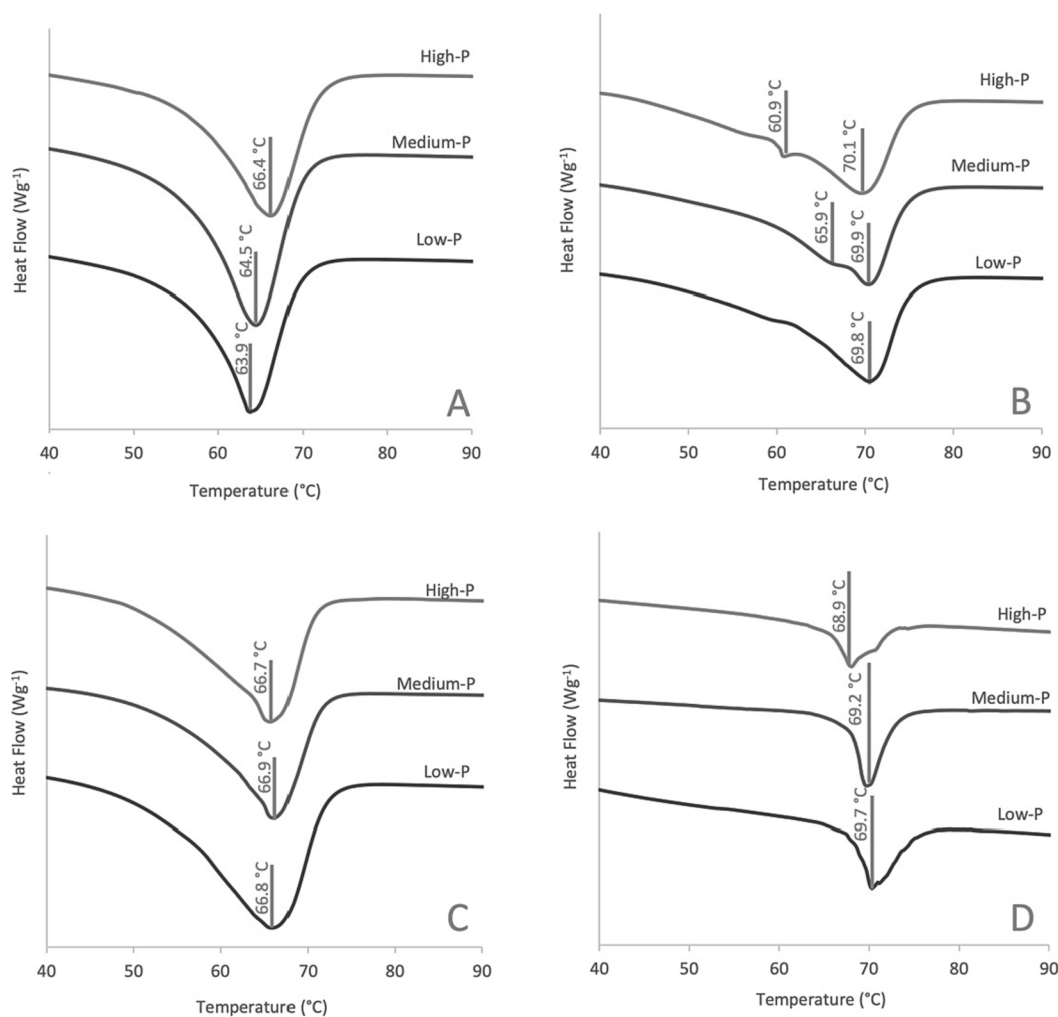 Heat Flow (Wg⁻¹)
High-P
66.4 °C
Medium-P
64.5 °C
Low-P
63.9 °C
A
40 50 60 70 80 90
Temperature (°C)
Heat Flow (Wg⁻¹)
High-P
60.9 °C
70.1 °C
Medium-P
65.9 °C
69.9 °C
Low-P
69.8 °C
B
40 50 60 70 80 90
Temperature (°C)
Heat Flow (Wg⁻¹)
High-P
66.7 °C
Medium-P
66.9 °C
Low-P
66.8 °C
C
40 50 60 70 80 90
Temperature (°C)
Heat Flow (Wg⁻¹)
High-P
68.9 °C
Medium-P
69.2 °C
Low-P
69.7 °C
D
40 50 60 70 80 90
Temperature (°C)